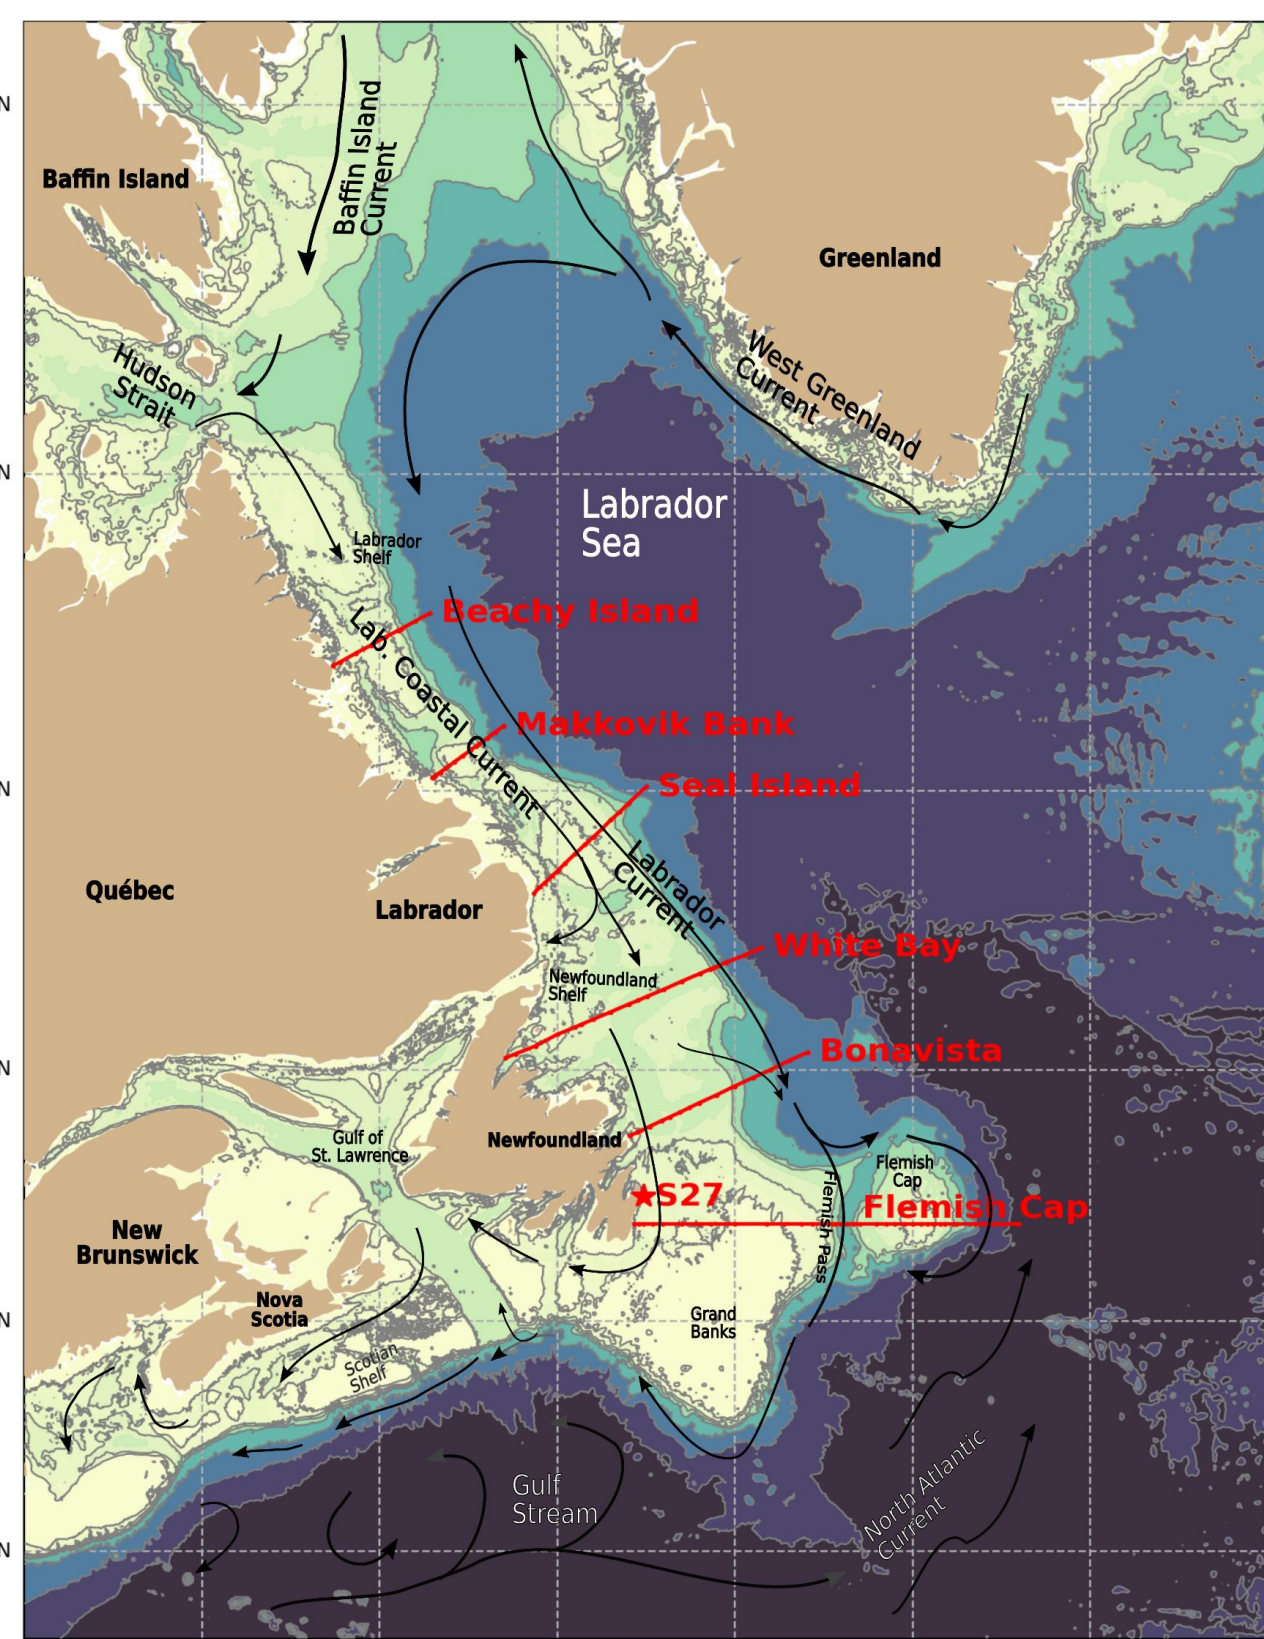 N
Baffin Island
Current
Baffin Island
Greenland
Hudson
Strait
West Greenland
Current
N
Labrador
Sea
Labrador
Shelf
Beachy Island
Lab. Coastal Current
Makkovik Bank
Seal Island
N
Québec
Labrador
Labrador
Current
White Bay
Newfoundland
Shelf
Bonavista
N
Newfoundland
Gulf of
St. Lawrence
Flemish
Cap
Flemish Pass
S27
Flemish Cap
New
Brunswick
Nova
Scotia
Grand
Banks
N
Scotian
Shelf
Gulf
Stream
North Atlantic
Current
N